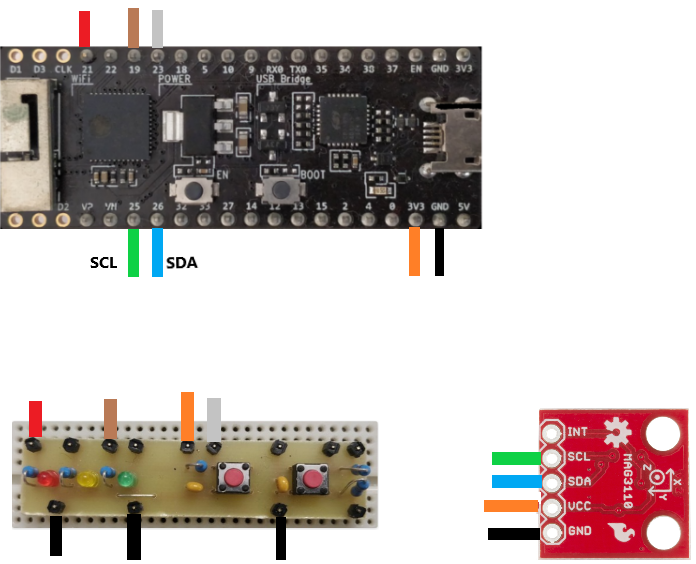 D1 D3 CLK 21 22 19 23 18 5 10 9 RX0 TX0 35 34 38 37 EN GND 3V3
WiFi POWER USB Bridge
EN BOOT
D2 VP VN 25 26 32 33 27 14 12 13 15 2 4 0 3V3 GND 5V
SCL SDA
INT
SCL
SDA
VCC
GND
MAG3110
Z
X
Y